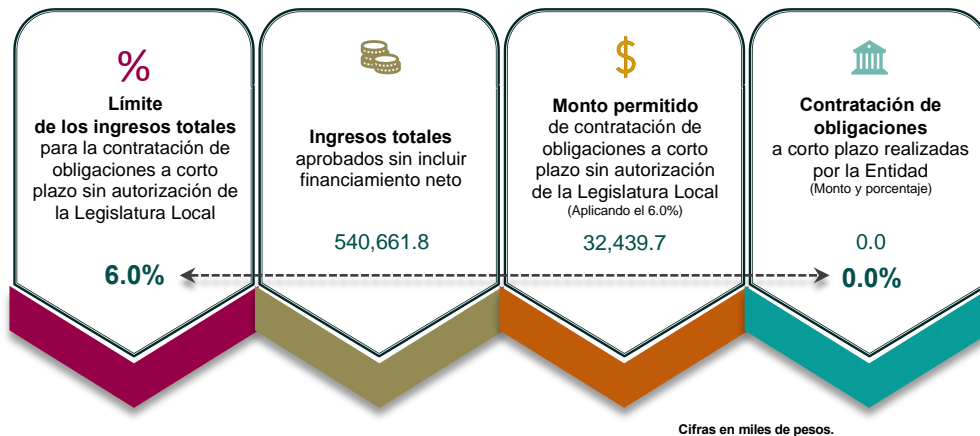 %
Límite
de los ingresos totales
para la contratación de
obligaciones a corto
plazo sin autorización de
la Legislatura Local
6.0%
Ingresos totales
aprobados sin incluir
financiamiento neto
540,661.8
$
Monto permitido
de contratación de
obligaciones a corto
plazo sin autorización
de la Legislatura Local
(Aplicando el 6.0%)
32,439.7
Contratación de
obligaciones
a corto plazo realizadas
por la Entidad
(Monto y porcentaje)
0.0
0.0%
Cifras en miles de pesos.